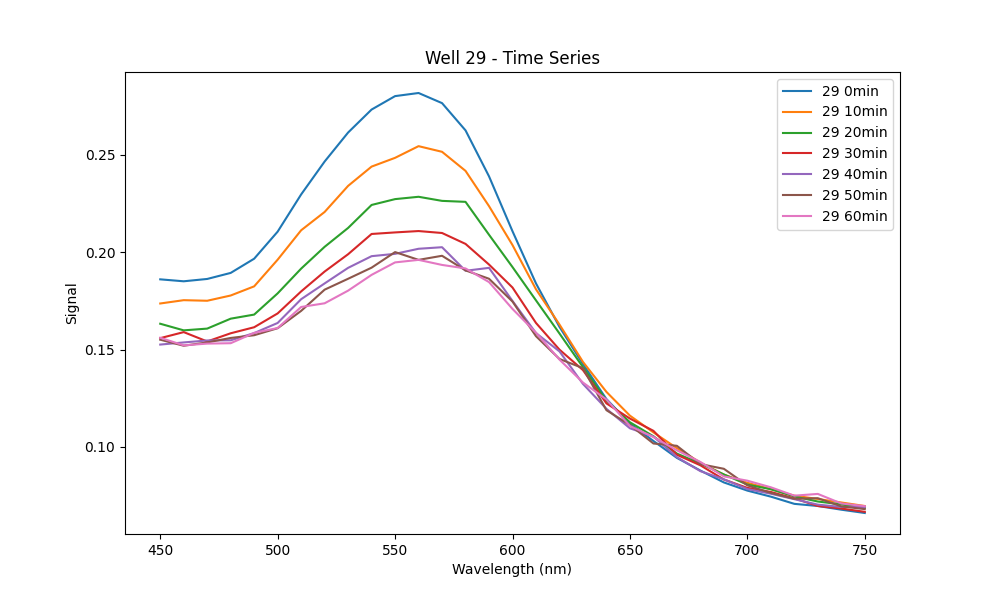 Well 29 - Time Series
29 0min
29 10min
29 20min
29 30min
29 40min
29 50min
29 60min
Signal
0.25
0.20
0.15
0.10
450 500 550 600 650 700 750
Wavelength (nm)